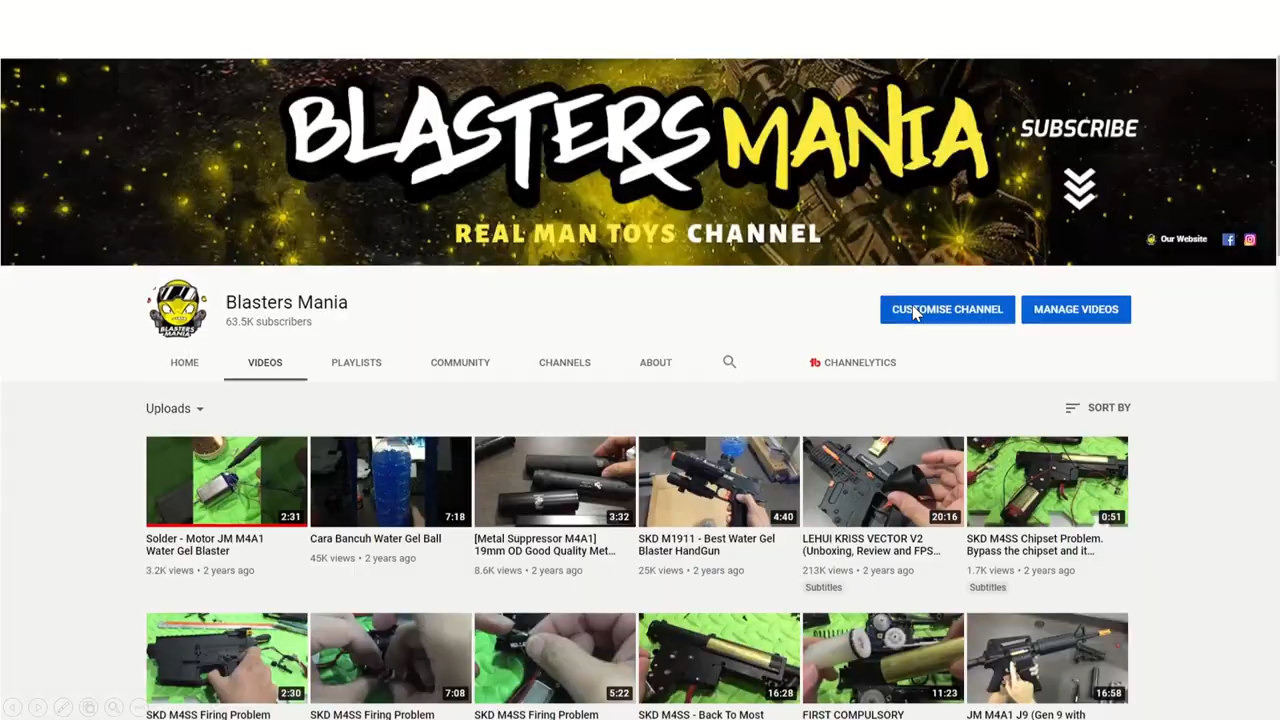 BLASTERS MANIA
SUBSCRIBE
REAL MAN TOYS CHANNEL
Our Website
BLASTERS
MANIA
Blasters Mania
63.5K subscribers
CUSTOMISE CHANNEL
MANAGE VIDEOS
HOME
VIDEOS
PLAYLISTS
COMMUNITY
CHANNELS
ABOUT
tb CHANNELYTICS
Uploads
SORT BY
2:31
7:18
3:32
4:40
20:16
0:51
Solder - Motor JM M4A1
Water Gel Blaster
3.2K views • 2 years ago
Cara Bancuh Water Gel Ball
45K views • 2 years ago
[Metal Suppressor M4A1]
19mm OD Good Quality Met...
8.6K views • 2 years ago
SKD M1911 - Best Water Gel
Blaster HandGun
25K views • 2 years ago
LEHUI KRISS VECTOR V2
(Unboxing, Review and FPS...
213K views • 2 years ago
Subtitles
SKD M4SS Chipset Problem.
Bypass the chipset and it...
1.7K views • 2 years ago
Subtitles
2:30
7:08
5:22
16:28
11:23
16:58
SKD M4SS Firing Problem
SKD M4SS Firing Problem
SKD M4SS Firing Problem
SKD M4SS - Back To Most
FIRST COMPULSORY
JM M4A1 J9 (Gen 9 with